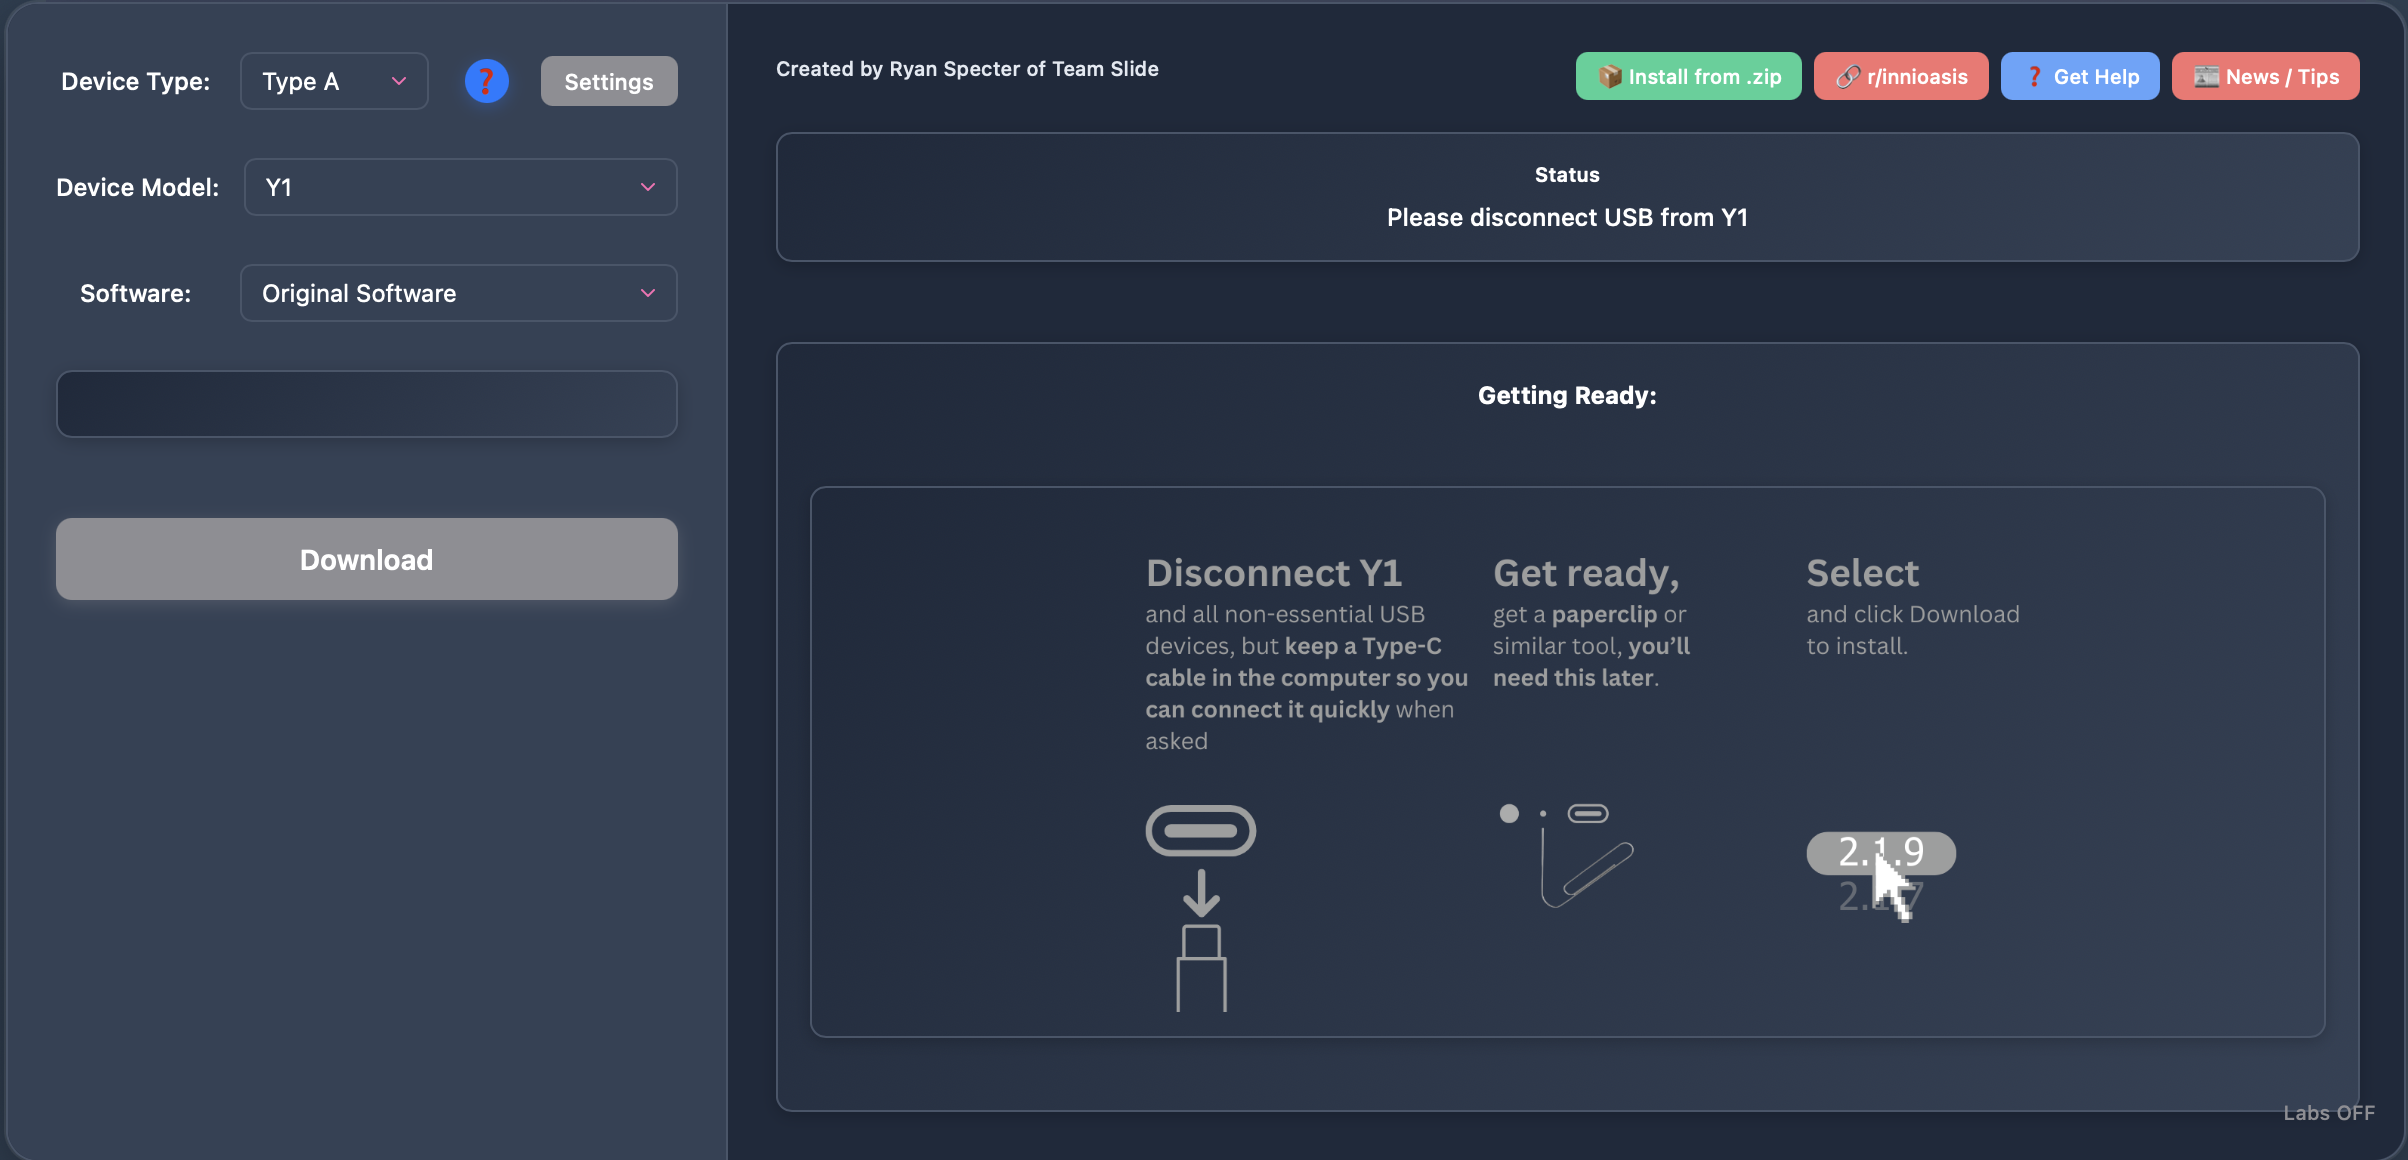 Device Type:
Type A
❓
Settings
Device Model:
Y1
Software:
Original Software
Download
Created by Ryan Specter of Team Slide
📦 Install from .zip
🔗 r/innioasis
❓ Get Help
📰 News / Tips
Status
Please disconnect USB from Y1
Getting Ready:
Disconnect Y1
and all non-essential USB
devices, but keep a Type-C
cable in the computer so you
can connect it quickly when
asked
Get ready,
get a paperclip or
similar tool, you’ll
need this later.
Select
and click Download
to install.
2.1.9
2.1.7
Labs OFF